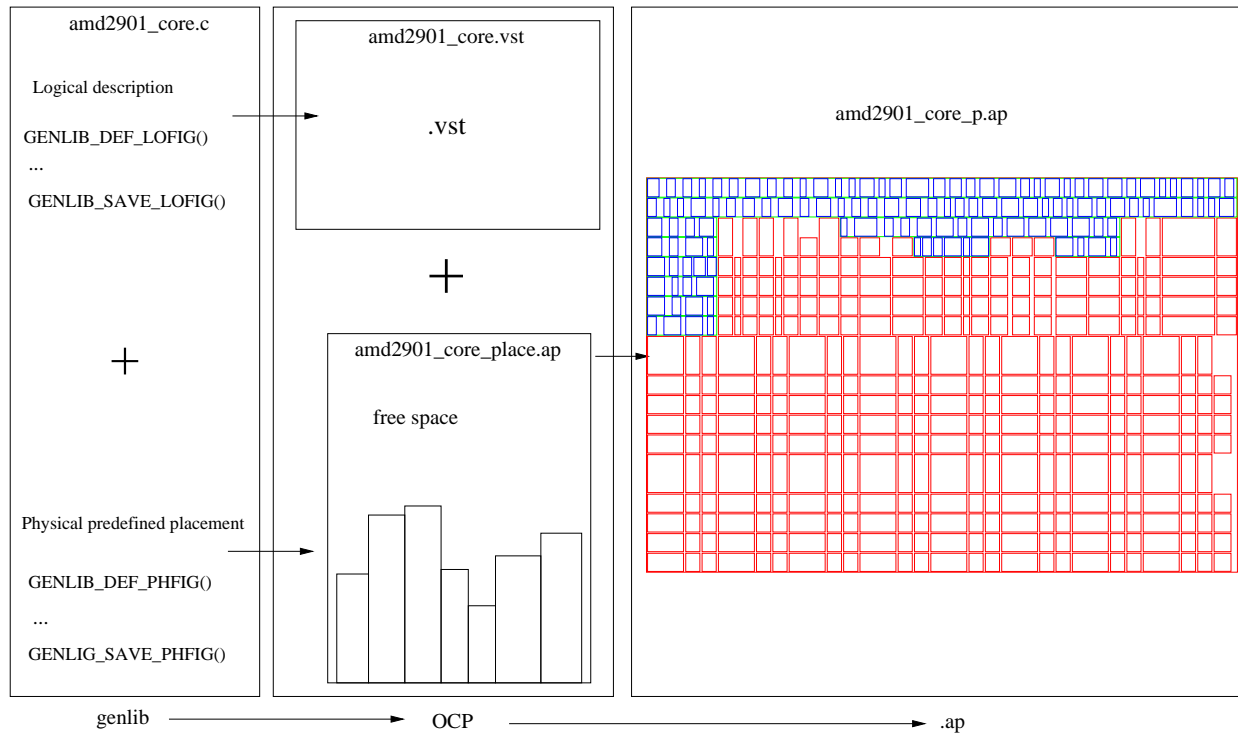 amd2901_core.c
Logical description
GENLIB_DEF_LOFIG()
...
GENLIB_SAVE_LOFIG()
+
Physical predefined placement
GENLIB_DEF_PHFIG()
...
GENLIG_SAVE_PHFIG()
amd2901_core.vst
.vst
+
amd2901_core_place.ap
free space
amd2901_core_p.ap
genlib
OCP
.ap